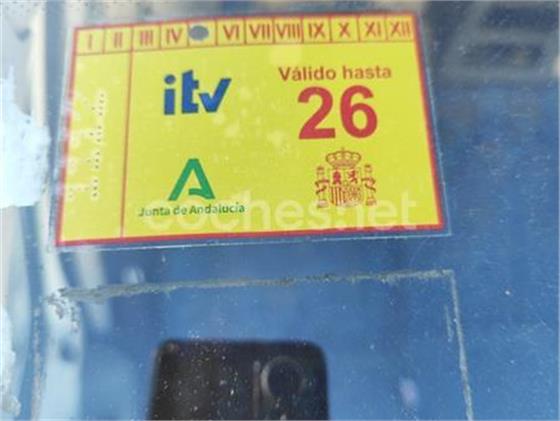 I II III IV VI VII VIII IX X XI XII
itv
Válido hasta
26
Junta de Andalucía
coches.net